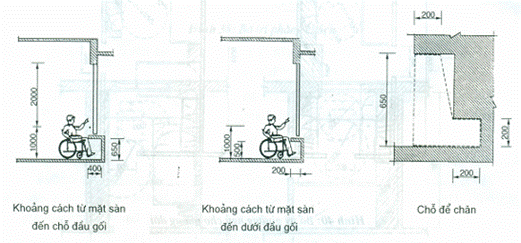 200
2000
1000
650
400
1000
500
200
650
200
200
Khoảng cách từ mặt sàn
đến chỗ đầu gối
Khoảng cách từ mặt sàn
đến dưới đầu gối
Chỗ để chân